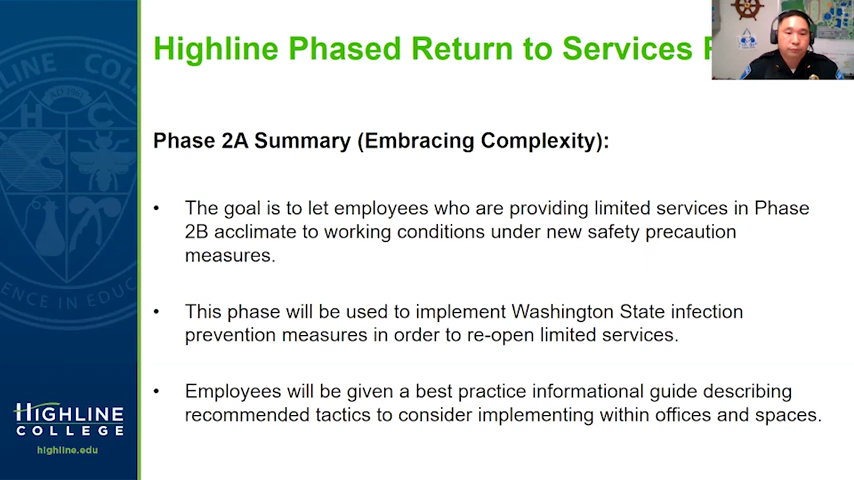 Highline Phased Return to Services
Phase 2A Summary (Embracing Complexity):
• The goal is to let employees who are providing limited services in Phase
2B acclimate to working conditions under new safety precaution
measures.
• This phase will be used to implement Washington State infection
prevention measures in order to re-open limited services.
• Employees will be given a best practice informational guide describing
recommended tactics to consider implementing within offices and spaces.
HIGHLINE
COLLEGE
highline.edu